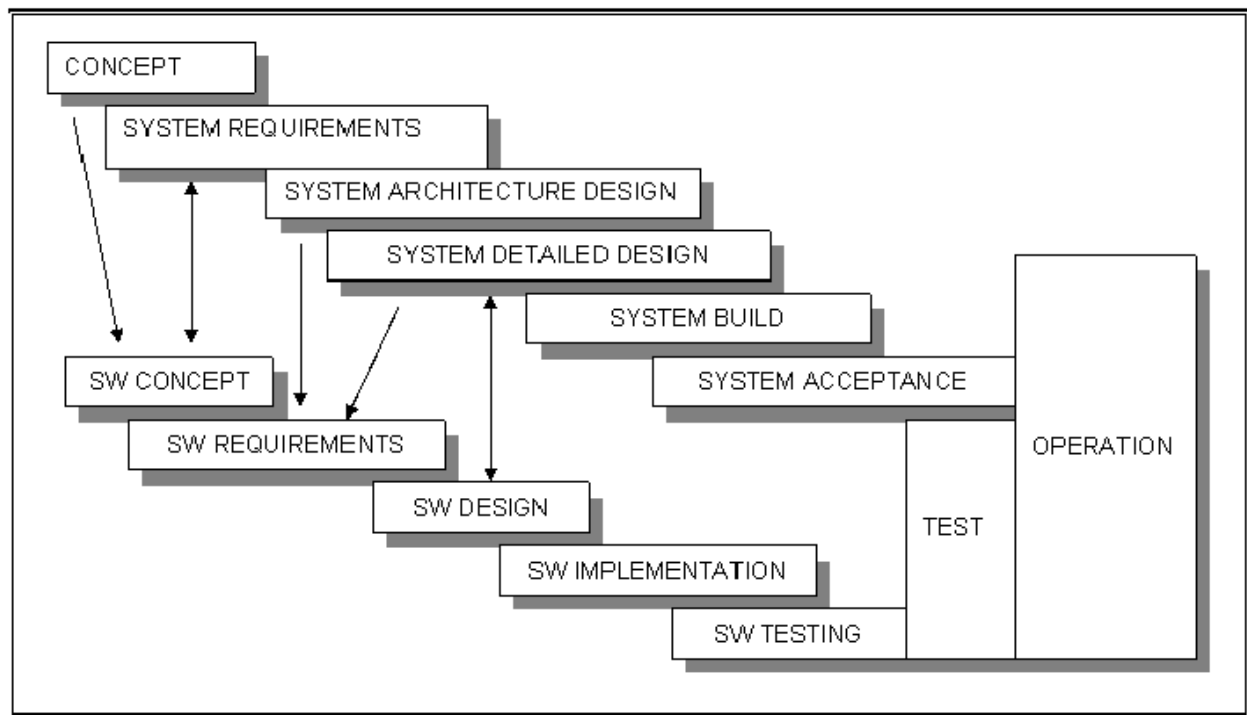 CONCEPT
SYSTEM REQUIREMENTS
SYSTEM ARCHITECTURE DESIGN
SYSTEM DETAILED DESIGN
SYSTEM BUILD
SW CONCEPT
SYSTEM ACCEPTANCE
SW REQUIREMENTS
OPERATION
SW DESIGN
TEST
SW IMPLEMENTATION
SW TESTING